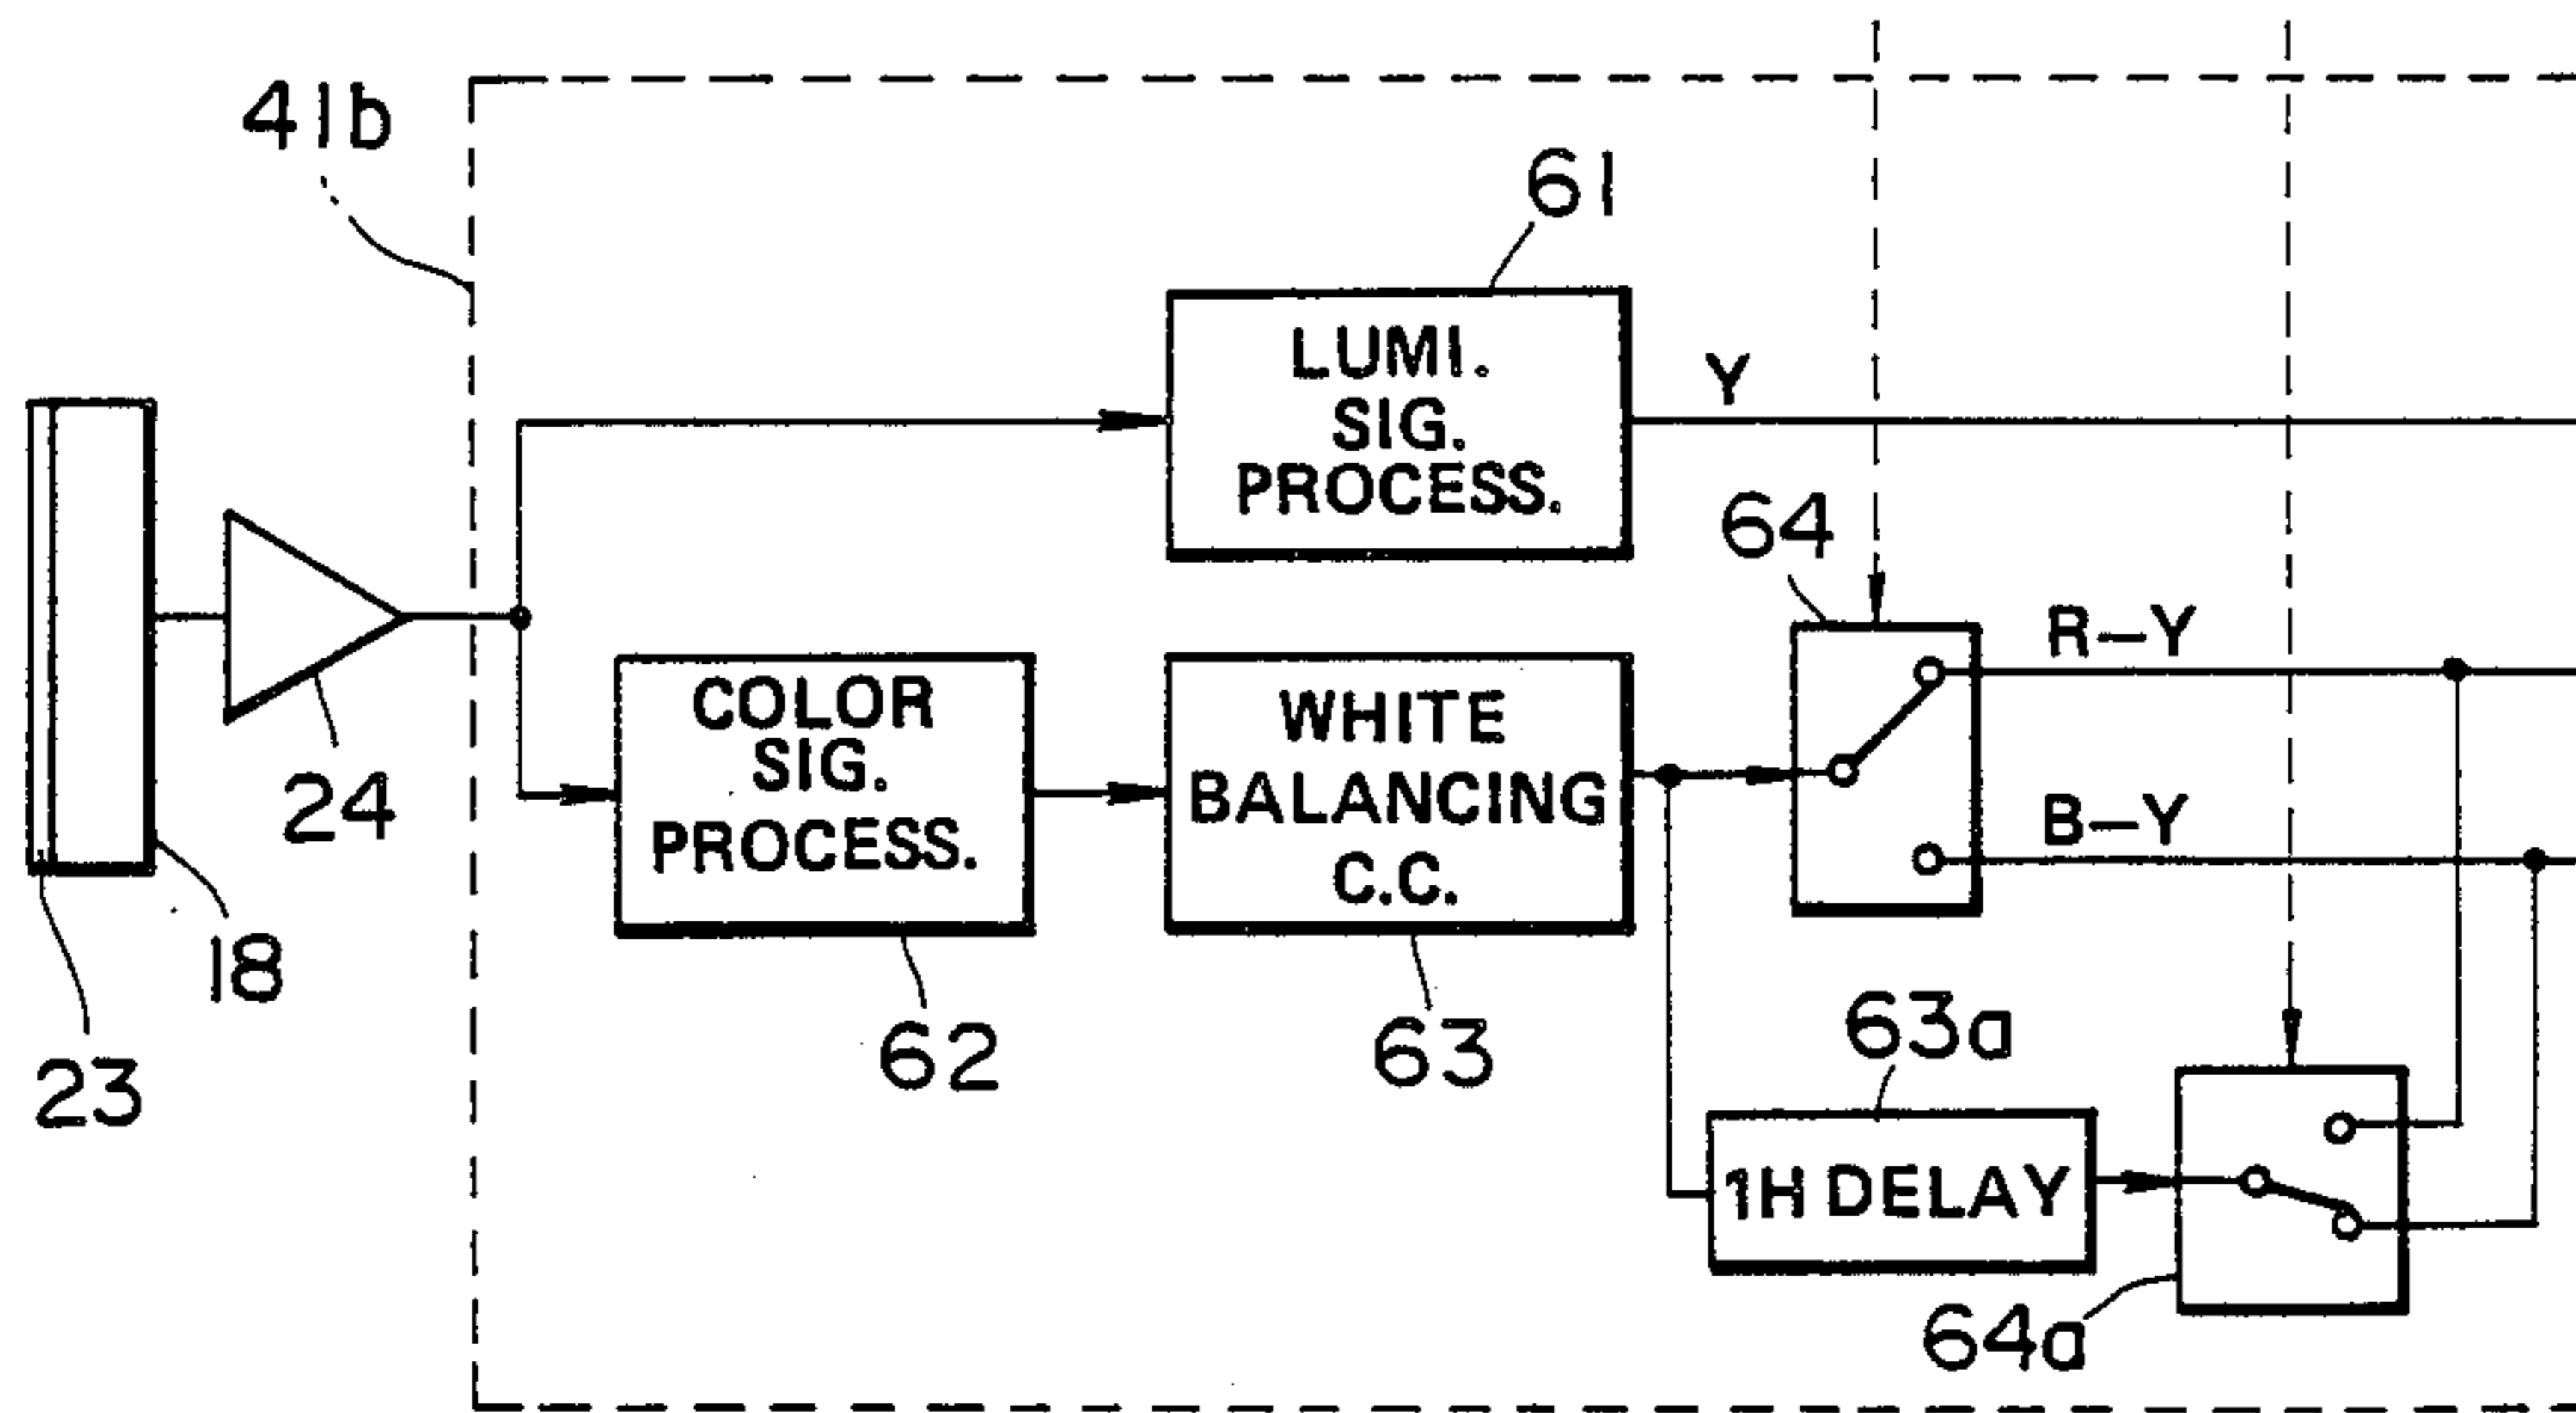 41b
61
LUMI.
SIG.
PROCESS.
Y
64
R-Y
COLOR
SIG.
PROCESS.
WHITE
BALANCING
C.C.
B-Y
24
18
23
62
63
63a
1H DELAY
64a